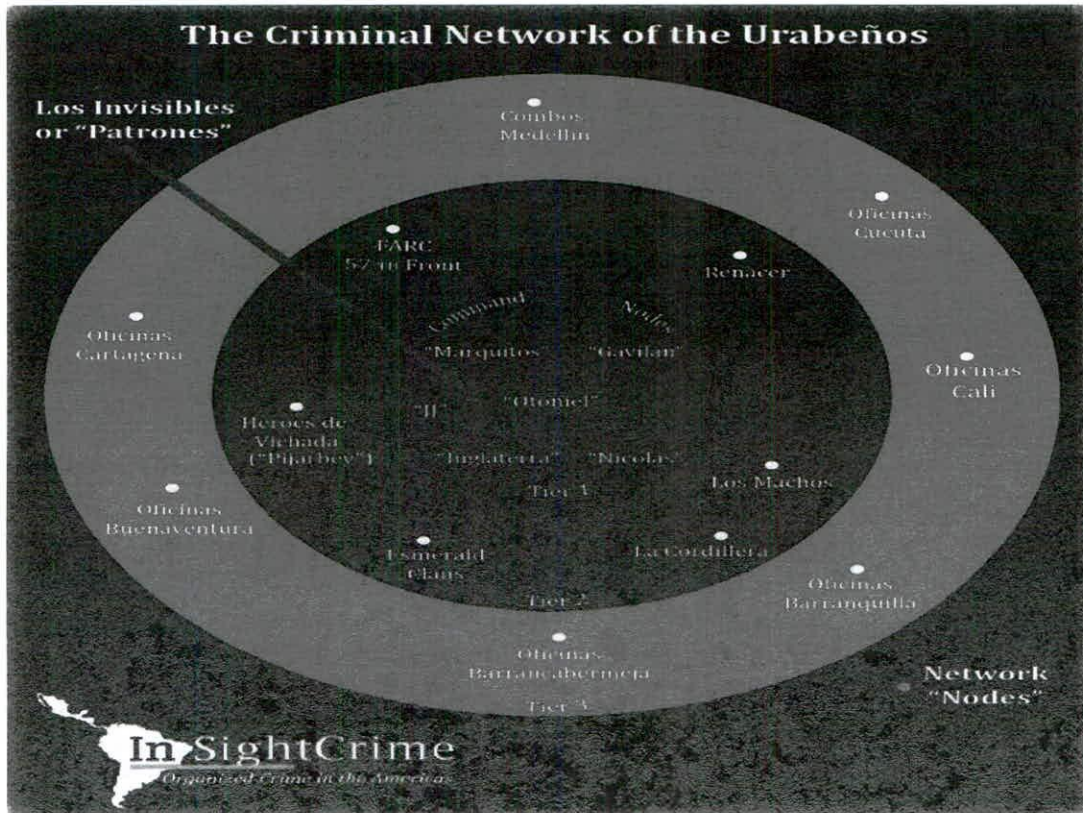 The Criminal Network of the Urabeños
Los Invisibles
or "Patrones"
Combos
Medellin
Oficinas
Cucuta
FARC
57 th Front
Renacer
Command
Nodes
Oficinas
Cartagena
"Marquitos"
"Gavilan"
Oficinas
Cali
"Otoniel"
Heroes de
Vichada
("Pijarbey")
"Inglaterra"
"Nicolas"
Los Machos
Tier 1
Oficinas
Buenaventura
Esmerald
Clans
La Cordillera
Oficinas
Barranquilla
Tier 2
Oficinas
Barrancabermeja
Tier 3
Network
"Nodes"
InSightCrime
Organized Crime in the Americas